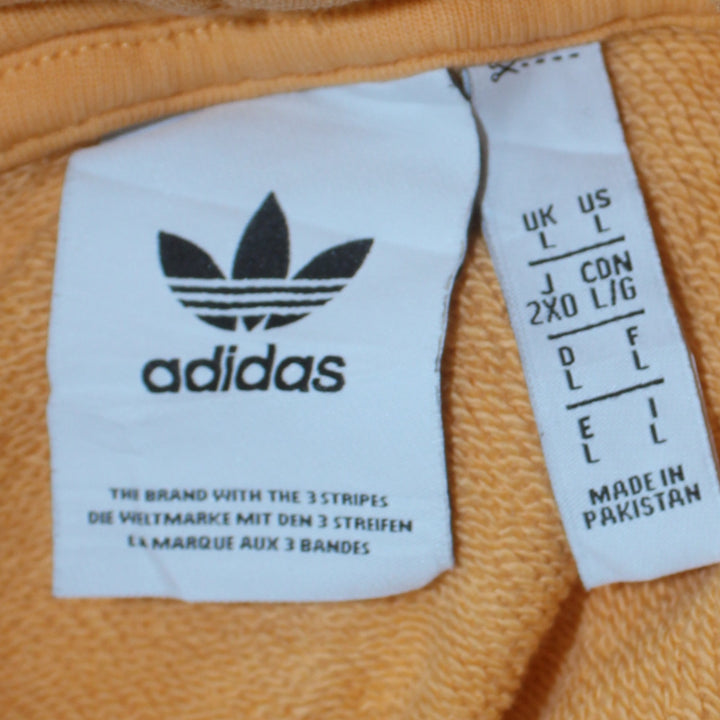 adidas
THE BRAND WITH THE 3 STRIPES
DIE WELTMARKE MIT DEN 3 STREIFEN
LA MARQUE AUX 3 BANDES
UK US
L L
J CDN
2XO L/G
D F
L L
E I
L L
MADE IN
PAKISTAN